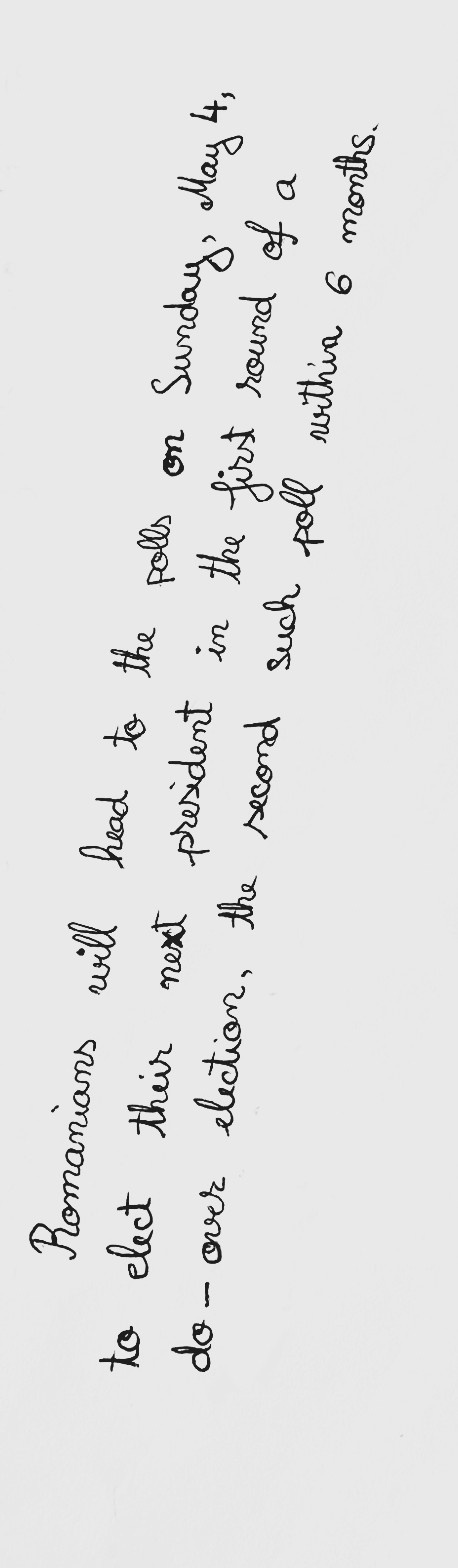 Romanians will head to the polls on Sunday, May 4,
to elect their next president in the first round of a
do-over election, the second such poll within 6 months.